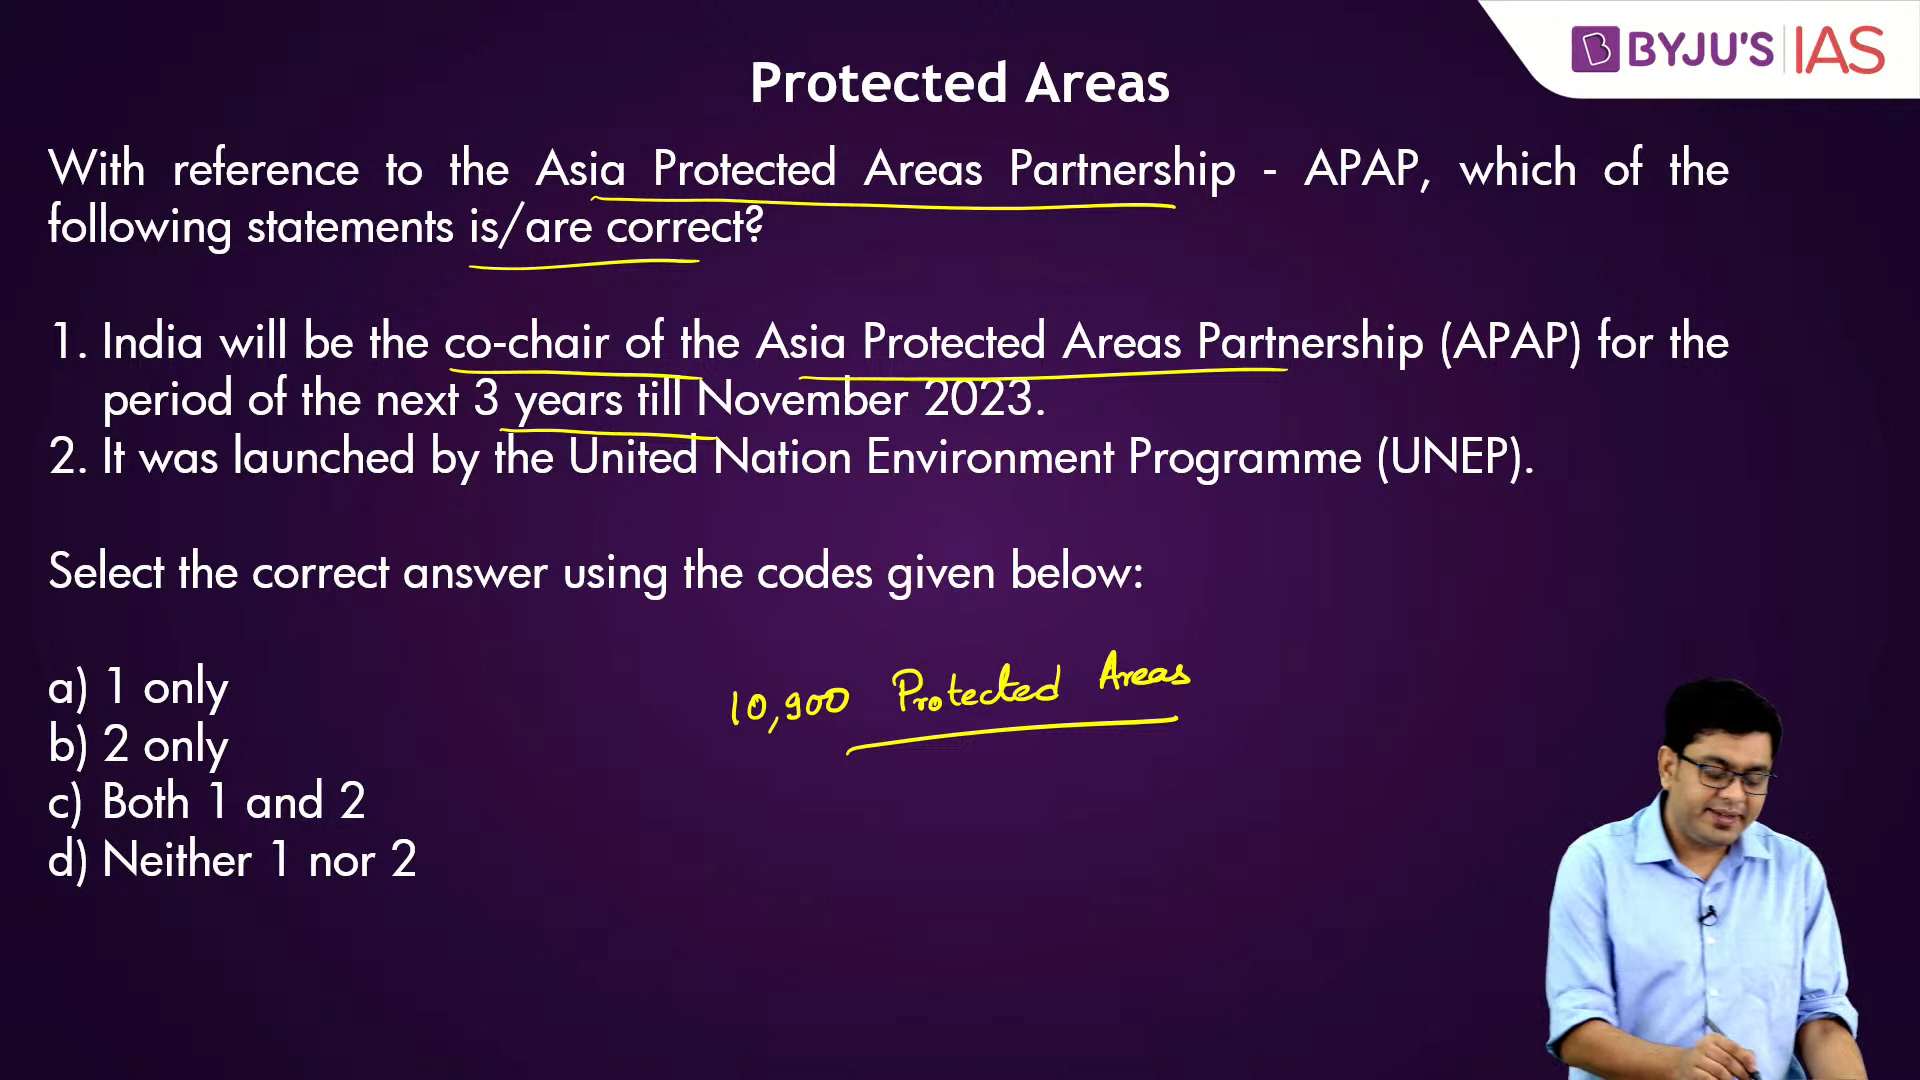 BYJU'S IAS
Protected Areas
With reference to the Asia Protected Areas Partnership - APAP, which of the
following statements is/are correct?
1. India will be the co-chair of the Asia Protected Areas Partnership (APAP) for the
period of the next 3 years till November 2023.
2. It was launched by the United Nation Environment Programme (UNEP).
Select the correct answer using the codes given below:
a) 1 only
b) 2 only
c) Both 1 and 2
d) Neither 1 nor 2
10,900 Protected Areas